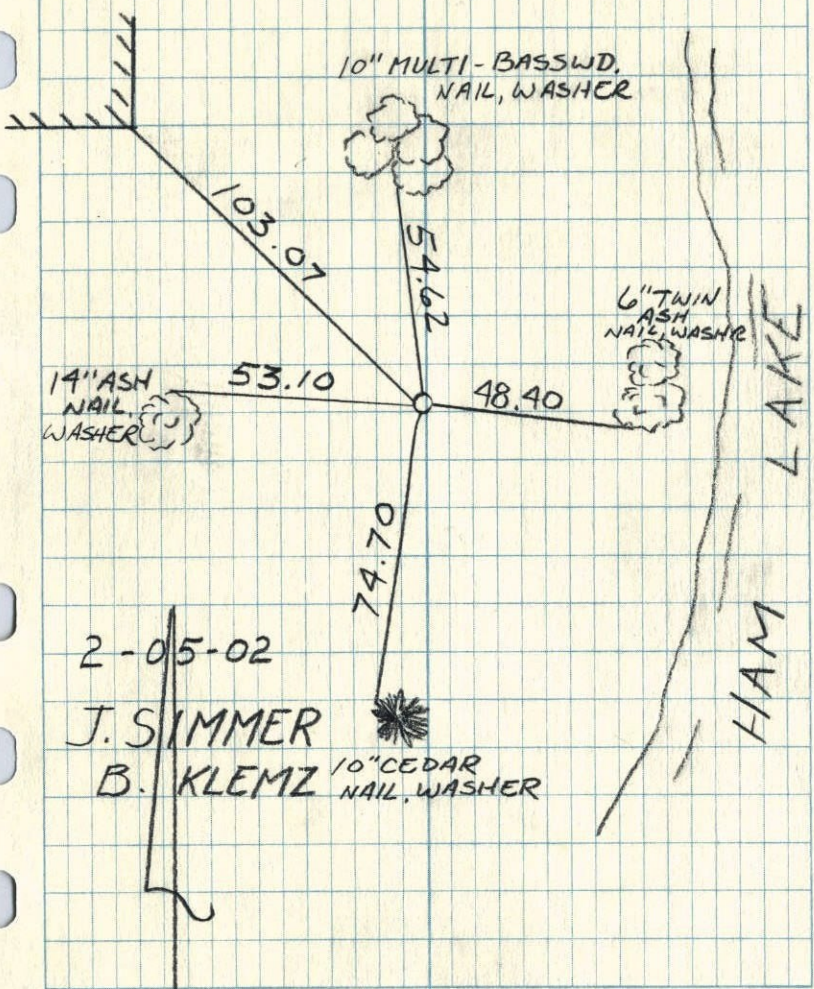 10" MULTI-BASSWD.
NAIL, WASHER
103.07
54.62
6" TWIN
ASH
NAIL, WASHR
14" ASH
NAIL,
WASHER
53.10
48.40
74.70
HAM LAKE
2-05-02
J. SIMMER
B. KLEMZ
10" CEDAR
NAIL, WASHER